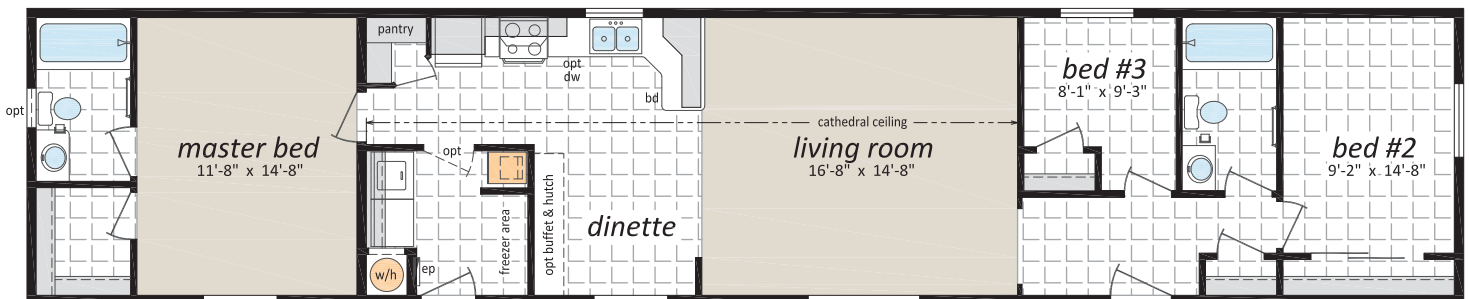 pantry
opt
dw
bd
opt
master bed
11'-8" x 14'-8"
cathedral ceiling
living room
16'-8" x 14'-8"
bed #3
8'-1" x 9'-3"
bed #2
9'-2" x 14'-8"
opt
dinette
opt buffet & hutch
freezer area
ep
w/h